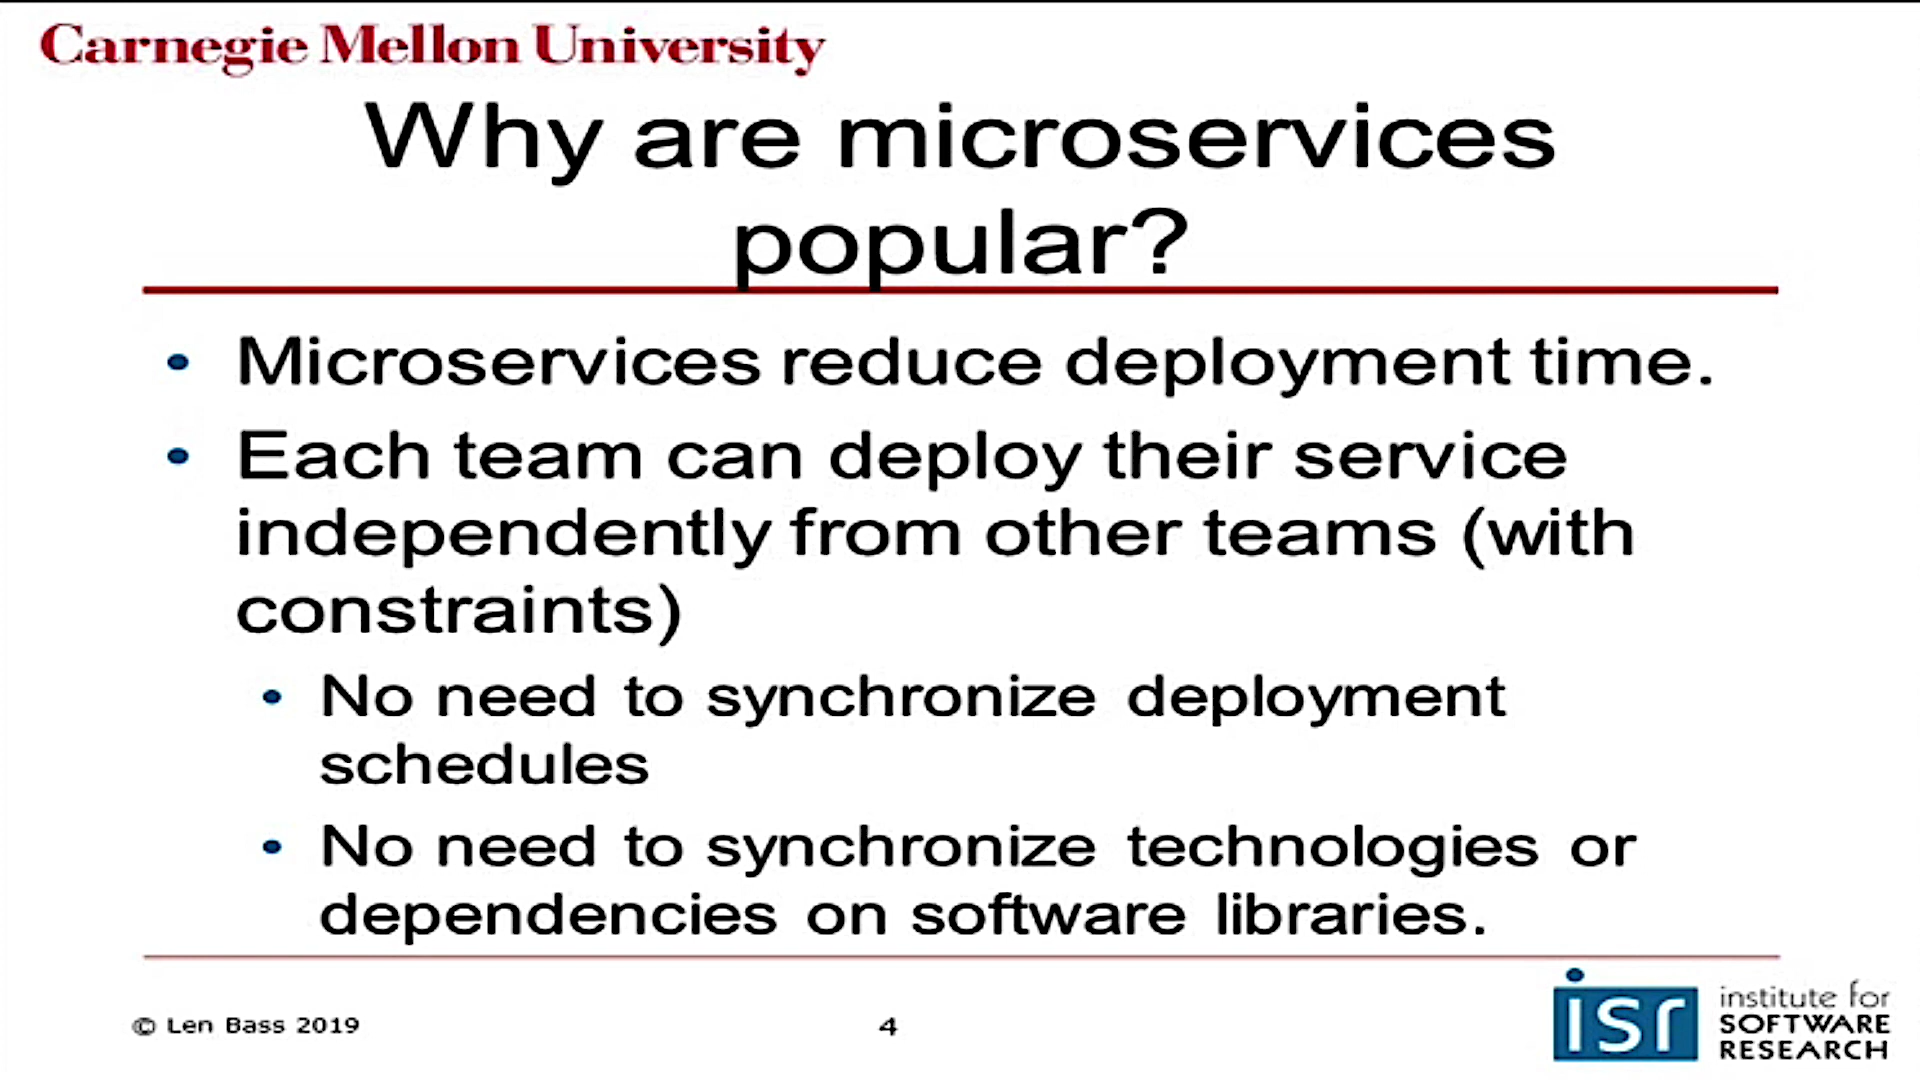 Carnegie Mellon University
Why are microservices
popular?
• Microservices reduce deployment time.
• Each team can deploy their service
independently from other teams (with
constraints)
• No need to synchronize deployment
schedules
• No need to synchronize technologies or
dependencies on software libraries.
© Len Bass 2019
4
isr
institute for
SOFTWARE
RESEARCH